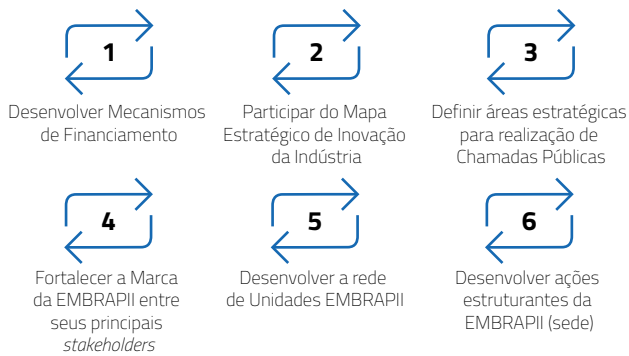 1
Desenvolver Mecanismos
de Financiamento
2
Participar do Mapa
Estratégico de Inovação
da Indústria
3
Definir áreas estratégicas
para realização de
Chamadas Públicas
4
Fortalecer a Marca
da EMBRAPII entre
seus principais
stakeholders
5
Desenvolver a rede
de Unidades EMBRAPII
6
Desenvolver ações
estruturantes da
EMBRAPII (sede)